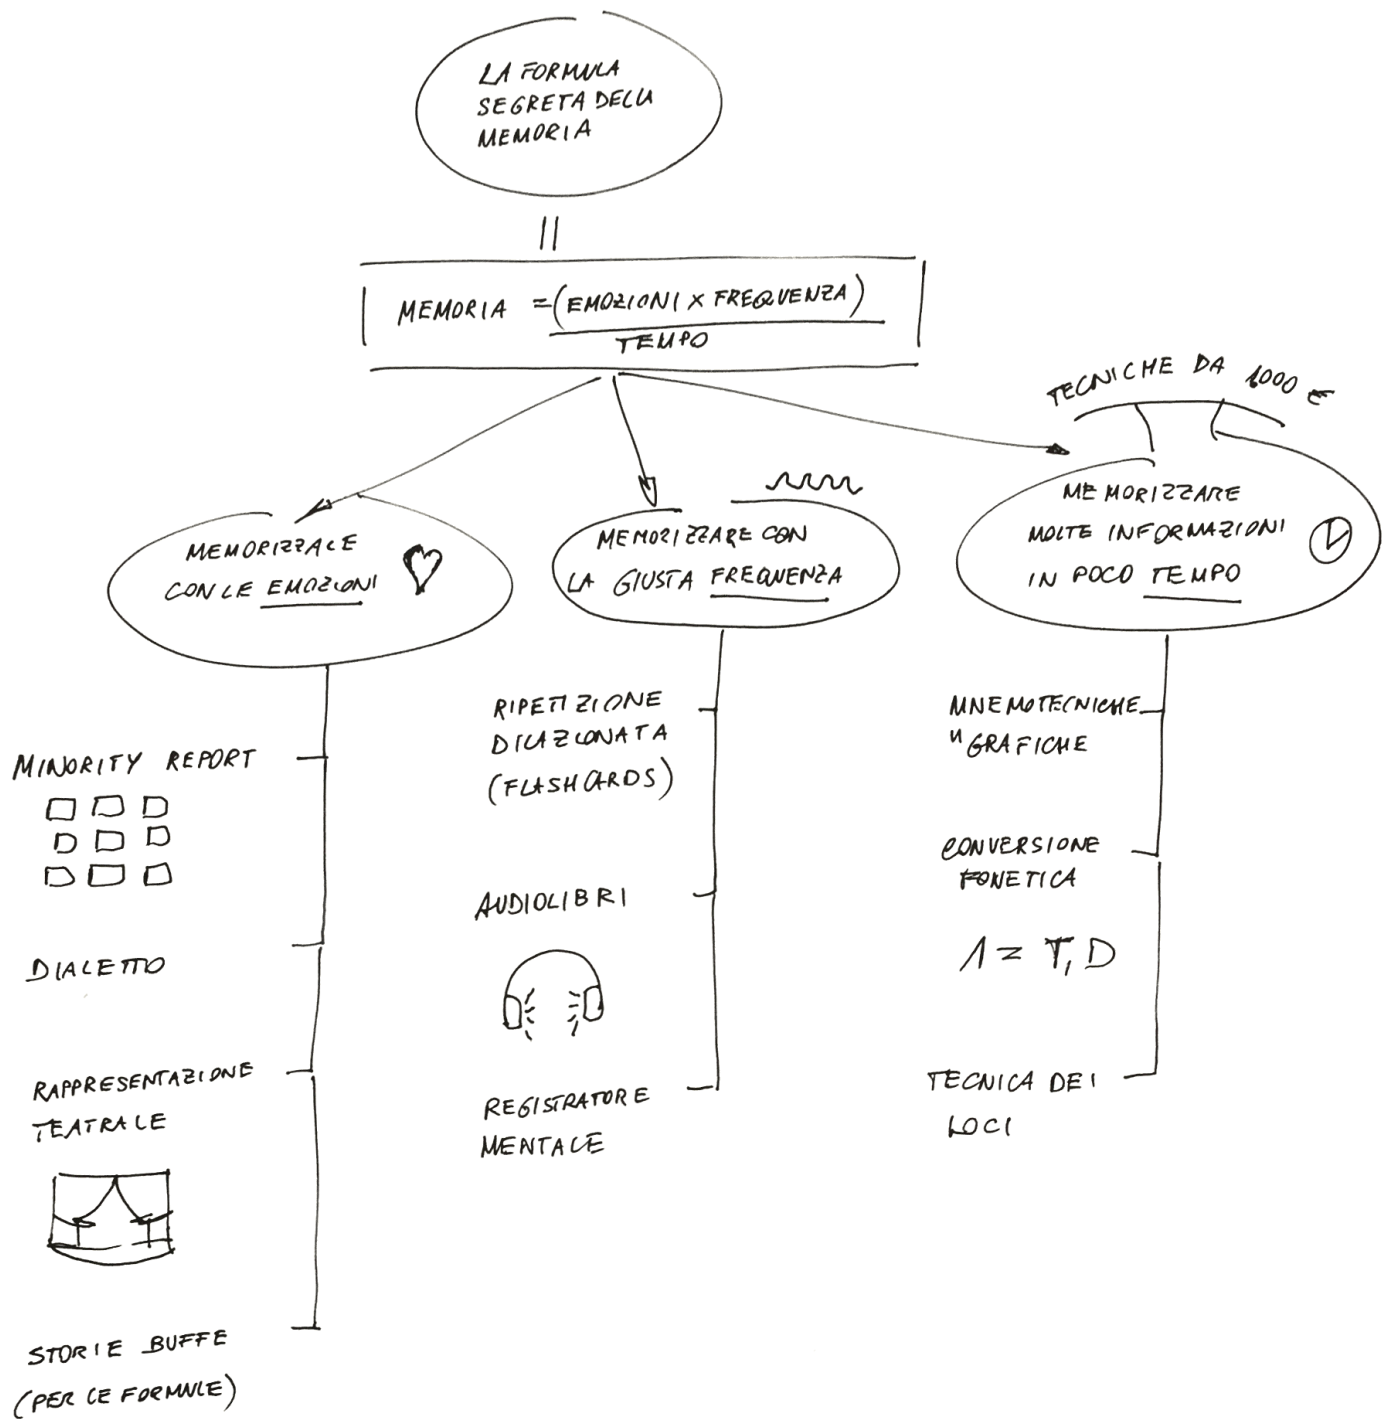 LA FORMULA
SEGRETA DELLA
MEMORIA
MEMORIA = (EMOZIONI X FREQUENZA)
TEMPO
TECNICHE DA 1000 €
MEMORIZZALE
CON LE EMOZIONI
MEMORIZZARE CON
LA GIUSTA FREQUENZA
MEMORIZZARE
MOLTE INFORMAZIONI
IN POCO TEMPO
MINORITY REPORT
DIALETTO
RAPPRESENTAZIONE
TEATRALE
STORIE BUFFE
(PER LE FORMULE)
RIPETIZIONE
DILAZIONATA
(FLASHCARDS)
AUDIOLIBRI
REGISTRATORE
MENTALE
MNEMOTECNICHE
GRAFICHE
CONVERSIONE
FONETICA
1 = T, D
TECNICA DEI
LOCI